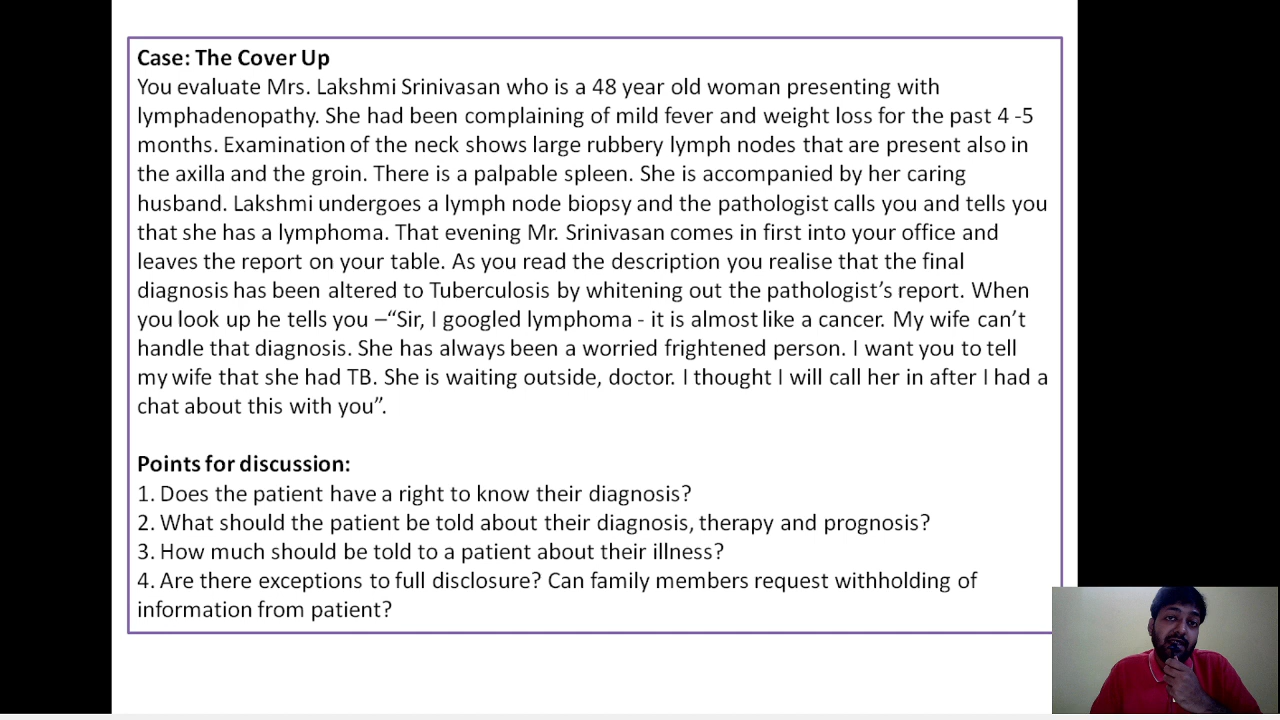 Case: The Cover Up
You evaluate Mrs. Lakshmi Srinivasan who is a 48 year old woman presenting with
lymphadenopathy. She had been complaining of mild fever and weight loss for the past 4 -5
months. Examination of the neck shows large rubbery lymph nodes that are present also in
the axilla and the groin. There is a palpable spleen. She is accompanied by her caring
husband. Lakshmi undergoes a lymph node biopsy and the pathologist calls you and tells you
that she has a lymphoma. That evening Mr. Srinivasan comes in first into your office and
leaves the report on your table. As you read the description you realise that the final
diagnosis has been altered to Tuberculosis by whitening out the pathologist’s report. When
you look up he tells you –“Sir, I googled lymphoma - it is almost like a cancer. My wife can’t
handle that diagnosis. She has always been a worried frightened person. I want you to tell
my wife that she had TB. She is waiting outside, doctor. I thought I will call her in after I had a
chat about this with you”.
Points for discussion:
1. Does the patient have a right to know their diagnosis?
2. What should the patient be told about their diagnosis, therapy and prognosis?
3. How much should be told to a patient about their illness?
4. Are there exceptions to full disclosure? Can family members request withholding of
information from patient?